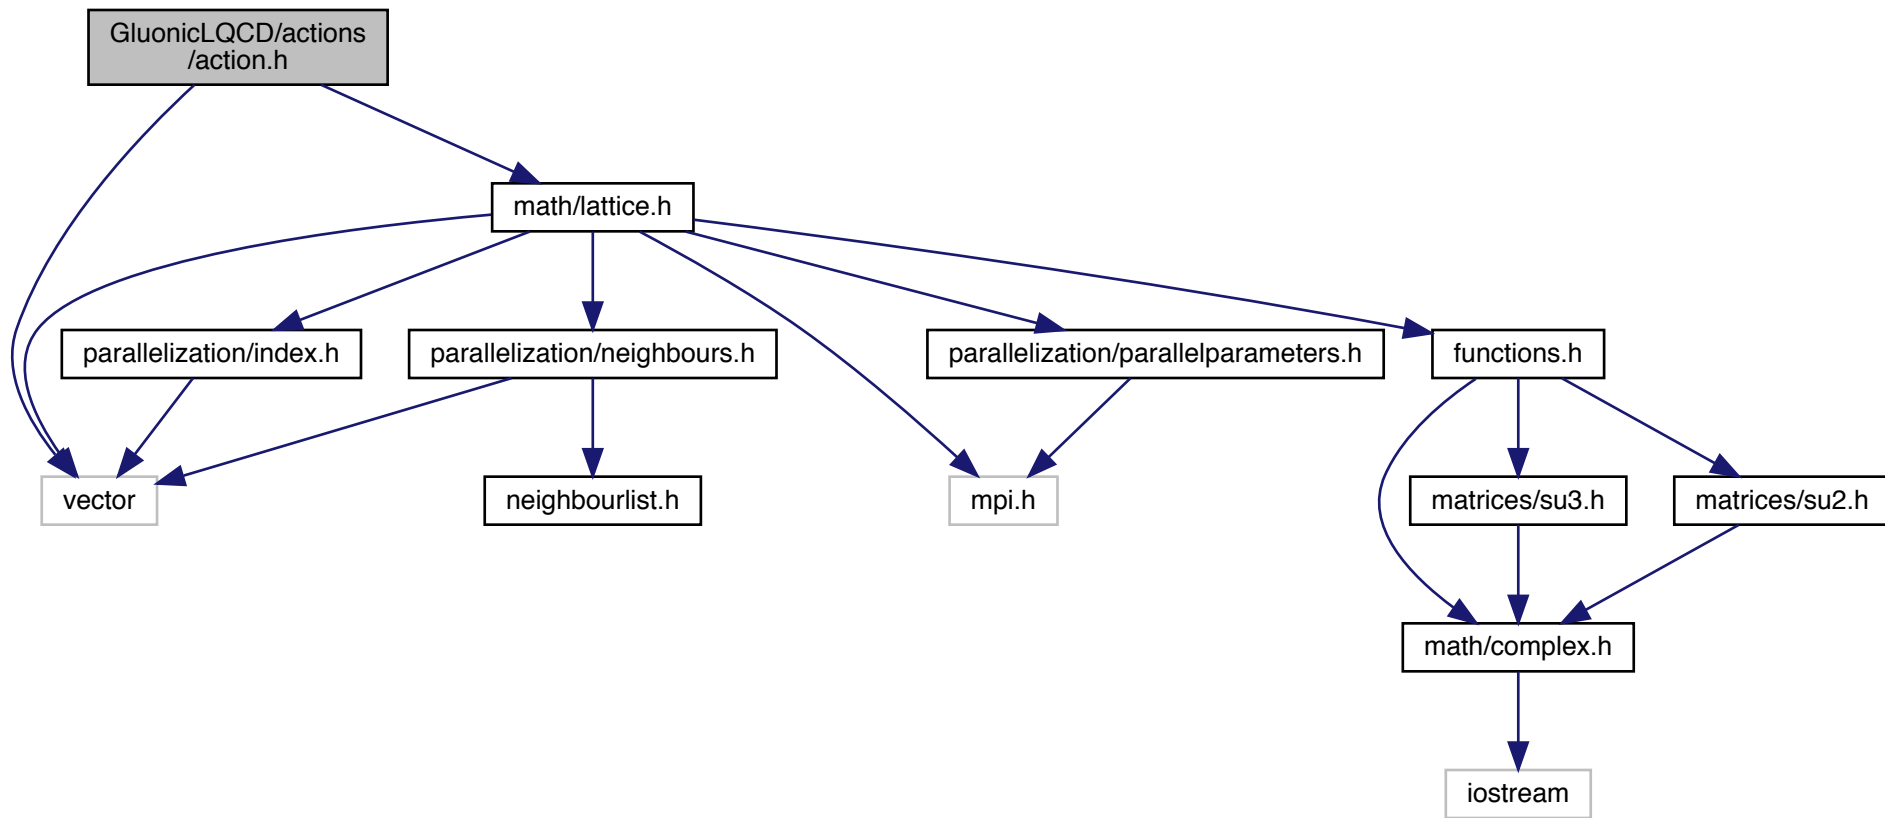 GluonicLQCD/actions
/action.h
math/lattice.h
parallelization/index.h
parallelization/neighbours.h
parallelization/parallelparameters.h
functions.h
vector
neighbourlist.h
mpi.h
matrices/su3.h
matrices/su2.h
math/complex.h
iostream